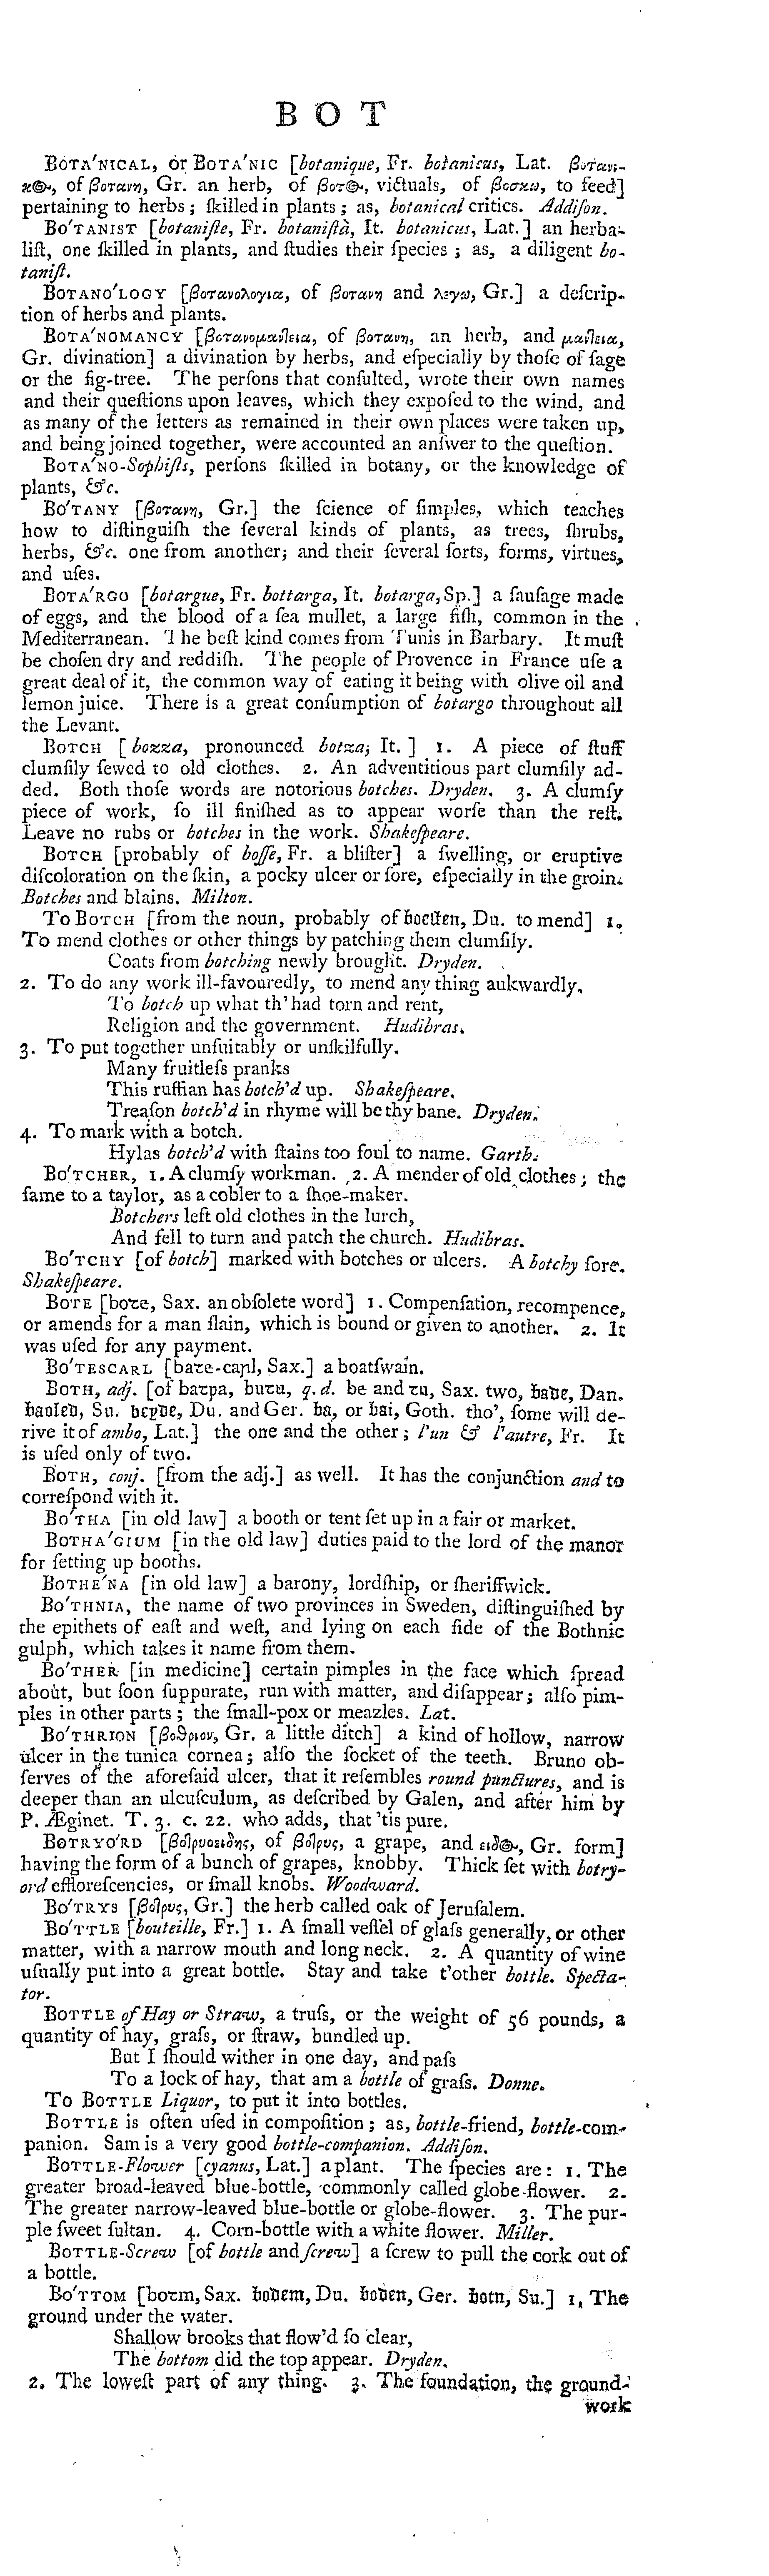 B O T
BOTA'NICAL, or BOTA'NIC [botanique, Fr. botanicus, Lat. βοτανι-
κος, of βοτανη, Gr. an herb, of βοτος, victuals, of βοσκω, to feed]
pertaining to herbs; ſkilled in plants; as, botanical critics. Addiſon.
BO'TANIST [botaniſte, Fr. botaniſtà, It. botanicus, Lat.] an herba-
liſt, one ſkilled in plants, and ſtudies their ſpecies; as, a diligent bo-
taniſt.
BOTANO'LOGY [βοτανολογια, of βοτανη and λεγω, Gr.] a deſcrip-
tion of herbs and plants.
BOTA'NOMANCY [βοτανομαντεια, of βοτανη, an herb, and μαντεια,
Gr. divination] a divination by herbs, and eſpecially by thoſe of ſage
or the fig-tree. The perſons that conſulted, wrote their own names
and their queſtions upon leaves, which they expoſed to the wind, and
as many of the letters as remained in their own places were taken up,
and being joined together, were accounted an anſwer to the queſtion.
BOTA'NO-Sophiſts, perſons ſkilled in botany, or the knowledge of
plants, &c.
BO'TANY [βοτανη, Gr.] the ſcience of ſimples, which teaches
how to diſtinguiſh the ſeveral kinds of plants, as trees, ſhrubs,
herbs, &c. one from another; and their ſeveral ſorts, forms, virtues,
and uſes.
BOTA'RGO [botargue, Fr. bottarga, It. botarga, Sp.] a ſauſage made
of eggs, and the blood of a ſea mullet, a large fiſh, common in the
Mediterranean. The beſt kind comes from Tunis in Barbary. It muſt
be choſen dry and reddiſh. The people of Provence in France uſe a
great deal of it, the common way of eating it being with olive oil and
lemon juice. There is a great conſumption of botargo throughout all
the Levant.
BOTCH [bozza, pronounced botza, It.] 1. A piece of ſtuff
clumſily ſewed to old clothes. 2. An adventitious part clumſily ad-
ded. Both thoſe words are notorious botches. Dryden. 3. A clumſy
piece of work, ſo ill finiſhed as to appear worſe than the reſt.
Leave no rubs or botches in the work. Shakeſpeare.
BOTCH [probably of boſſe, Fr. a bliſter] a ſwelling, or eruptive
diſcoloration on the ſkin, a pocky ulcer or ſore, eſpecially in the groin.
Botches and blains. Milton.
To BOTCH [from the noun, probably of boetſen, Du. to mend] 1.
To mend clothes or other things by patching them clumſily.
Coats from botching newly brought. Dryden.
2. To do any work ill-favouredly, to mend any thing aukwardly,
To botch up what th' had torn and rent,
Religion and the government. Hudibras.
3. To put together unſuitably or unſkilfully.
Many fruitleſs pranks
This ruffian has botch'd up. Shakeſpeare.
Treaſon botch'd in rhyme will be thy bane. Dryden.
4. To mark with a botch.
Hylas botch'd with ſtains too foul to name. Garth.
BO'TCHER, 1. A clumſy workman. 2. A mender of old clothes; the
ſame to a taylor, as a cobler to a ſhoe-maker.
Botchers left old clothes in the lurch,
And fell to turn and patch the church. Hudibras.
BO'TCHY [of botch] marked with botches or ulcers. A botchy ſore.
Shakeſpeare.
BOTE [bote, Sax. an obſolete word] 1. Compenſation, recompence,
or amends for a man ſlain, which is bound or given to another. 2. It
was uſed for any payment.
BO'TESCARL [bate-carl, Sax.] a boatſwain.
BOTH, adj. [of batpa, butu, q. d. be and tu, Sax. two, bade, Dan.
Su. beyde, Du. and Ger. ba, or bai, Goth. tho', ſome will de-
rive it of ambo, Lat.] the one and the other; l'un & l'autre, Fr. It
is uſed only of two.
BOTH, conj. [from the adj.] as well. It has the conjunction and to
correſpond with it.
BO'THA [in old law] a booth or tent ſet up in a fair or market.
BOTHA'GIUM [in the old law] duties paid to the lord of the manor
for ſetting up booths.
BOTHE'NA [in old law] a barony, lordſhip, or ſheriffwick.
BO'THNIA, the name of two provinces in Sweden, diſtinguiſhed by
the epithets of eaſt and weſt, and lying on each ſide of the Bothnic
gulph, which takes it name from them.
BO'THER [in medicine] certain pimples in the face which ſpread
about, but ſoon ſuppurate, run with matter, and diſappear; alſo pim-
ples in other parts; the ſmall-pox or meazles. Lat.
BO'THRION [βοθριον, Gr. a little ditch] a kind of hollow, narrow
ulcer in the tunica cornea; alſo the ſocket of the teeth. Bruno ob-
ſerves of the aforeſaid ulcer, that it reſembles round punctures, and is
deeper than an ulcuſculum, as deſcribed by Galen, and after him by
P. Æginet. T. 3. c. 22. who adds, that 'tis pure.
BOTRYO'RD [βοτρυοειδης, of βοτρυς, a grape, and ειδος, Gr. form]
having the form of a bunch of grapes, knobby. Thick ſet with botry-
ord effloreſcencies, or ſmall knobs. Woodward.
BO'TRYS [βοτρυς, Gr.] the herb called oak of Jeruſalem.
BO'TTLE [bouteille, Fr.] 1. A ſmall veſſel of glaſs generally, or other
matter, with a narrow mouth and long neck. 2. A quantity of wine
uſually put into a great bottle. Stay and take t'other bottle. Specta-
tor.
BOTTLE of Hay or Straw, a truſs, or the weight of 56 pounds, a
quantity of hay, graſs, or ſtraw, bundled up.
But I ſhould wither in one day, and paſs
To a lock of hay, that am a bottle of graſs. Donne.
To BOTTLE Liquor, to put it into bottles.
BOTTLE is often uſed in compoſition; as, bottle-friend, bottle-com-
panion. Sam is a very good bottle-companion. Addiſon.
BOTTLE-Flower [cyanus, Lat.] a plant. The ſpecies are: 1. The
greater broad-leaved blue-bottle, commonly called globe-flower. 2.
The greater narrow-leaved blue-bottle or globe-flower. 3. The pur-
ple ſweet ſultan. 4. Corn-bottle with a white flower. Miller.
BOTTLE-Screw [of bottle and ſcrew] a ſcrew to pull the cork out of
a bottle.
BO'TTOM [botm, Sax. bodem, Du. boden, Ger. botn, Su.] 1. The
ground under the water.
Shallow brooks that flow'd ſo clear,
The bottom did the top appear. Dryden.
2. The loweſt part of any thing. 3. The foundation, the ground-
work